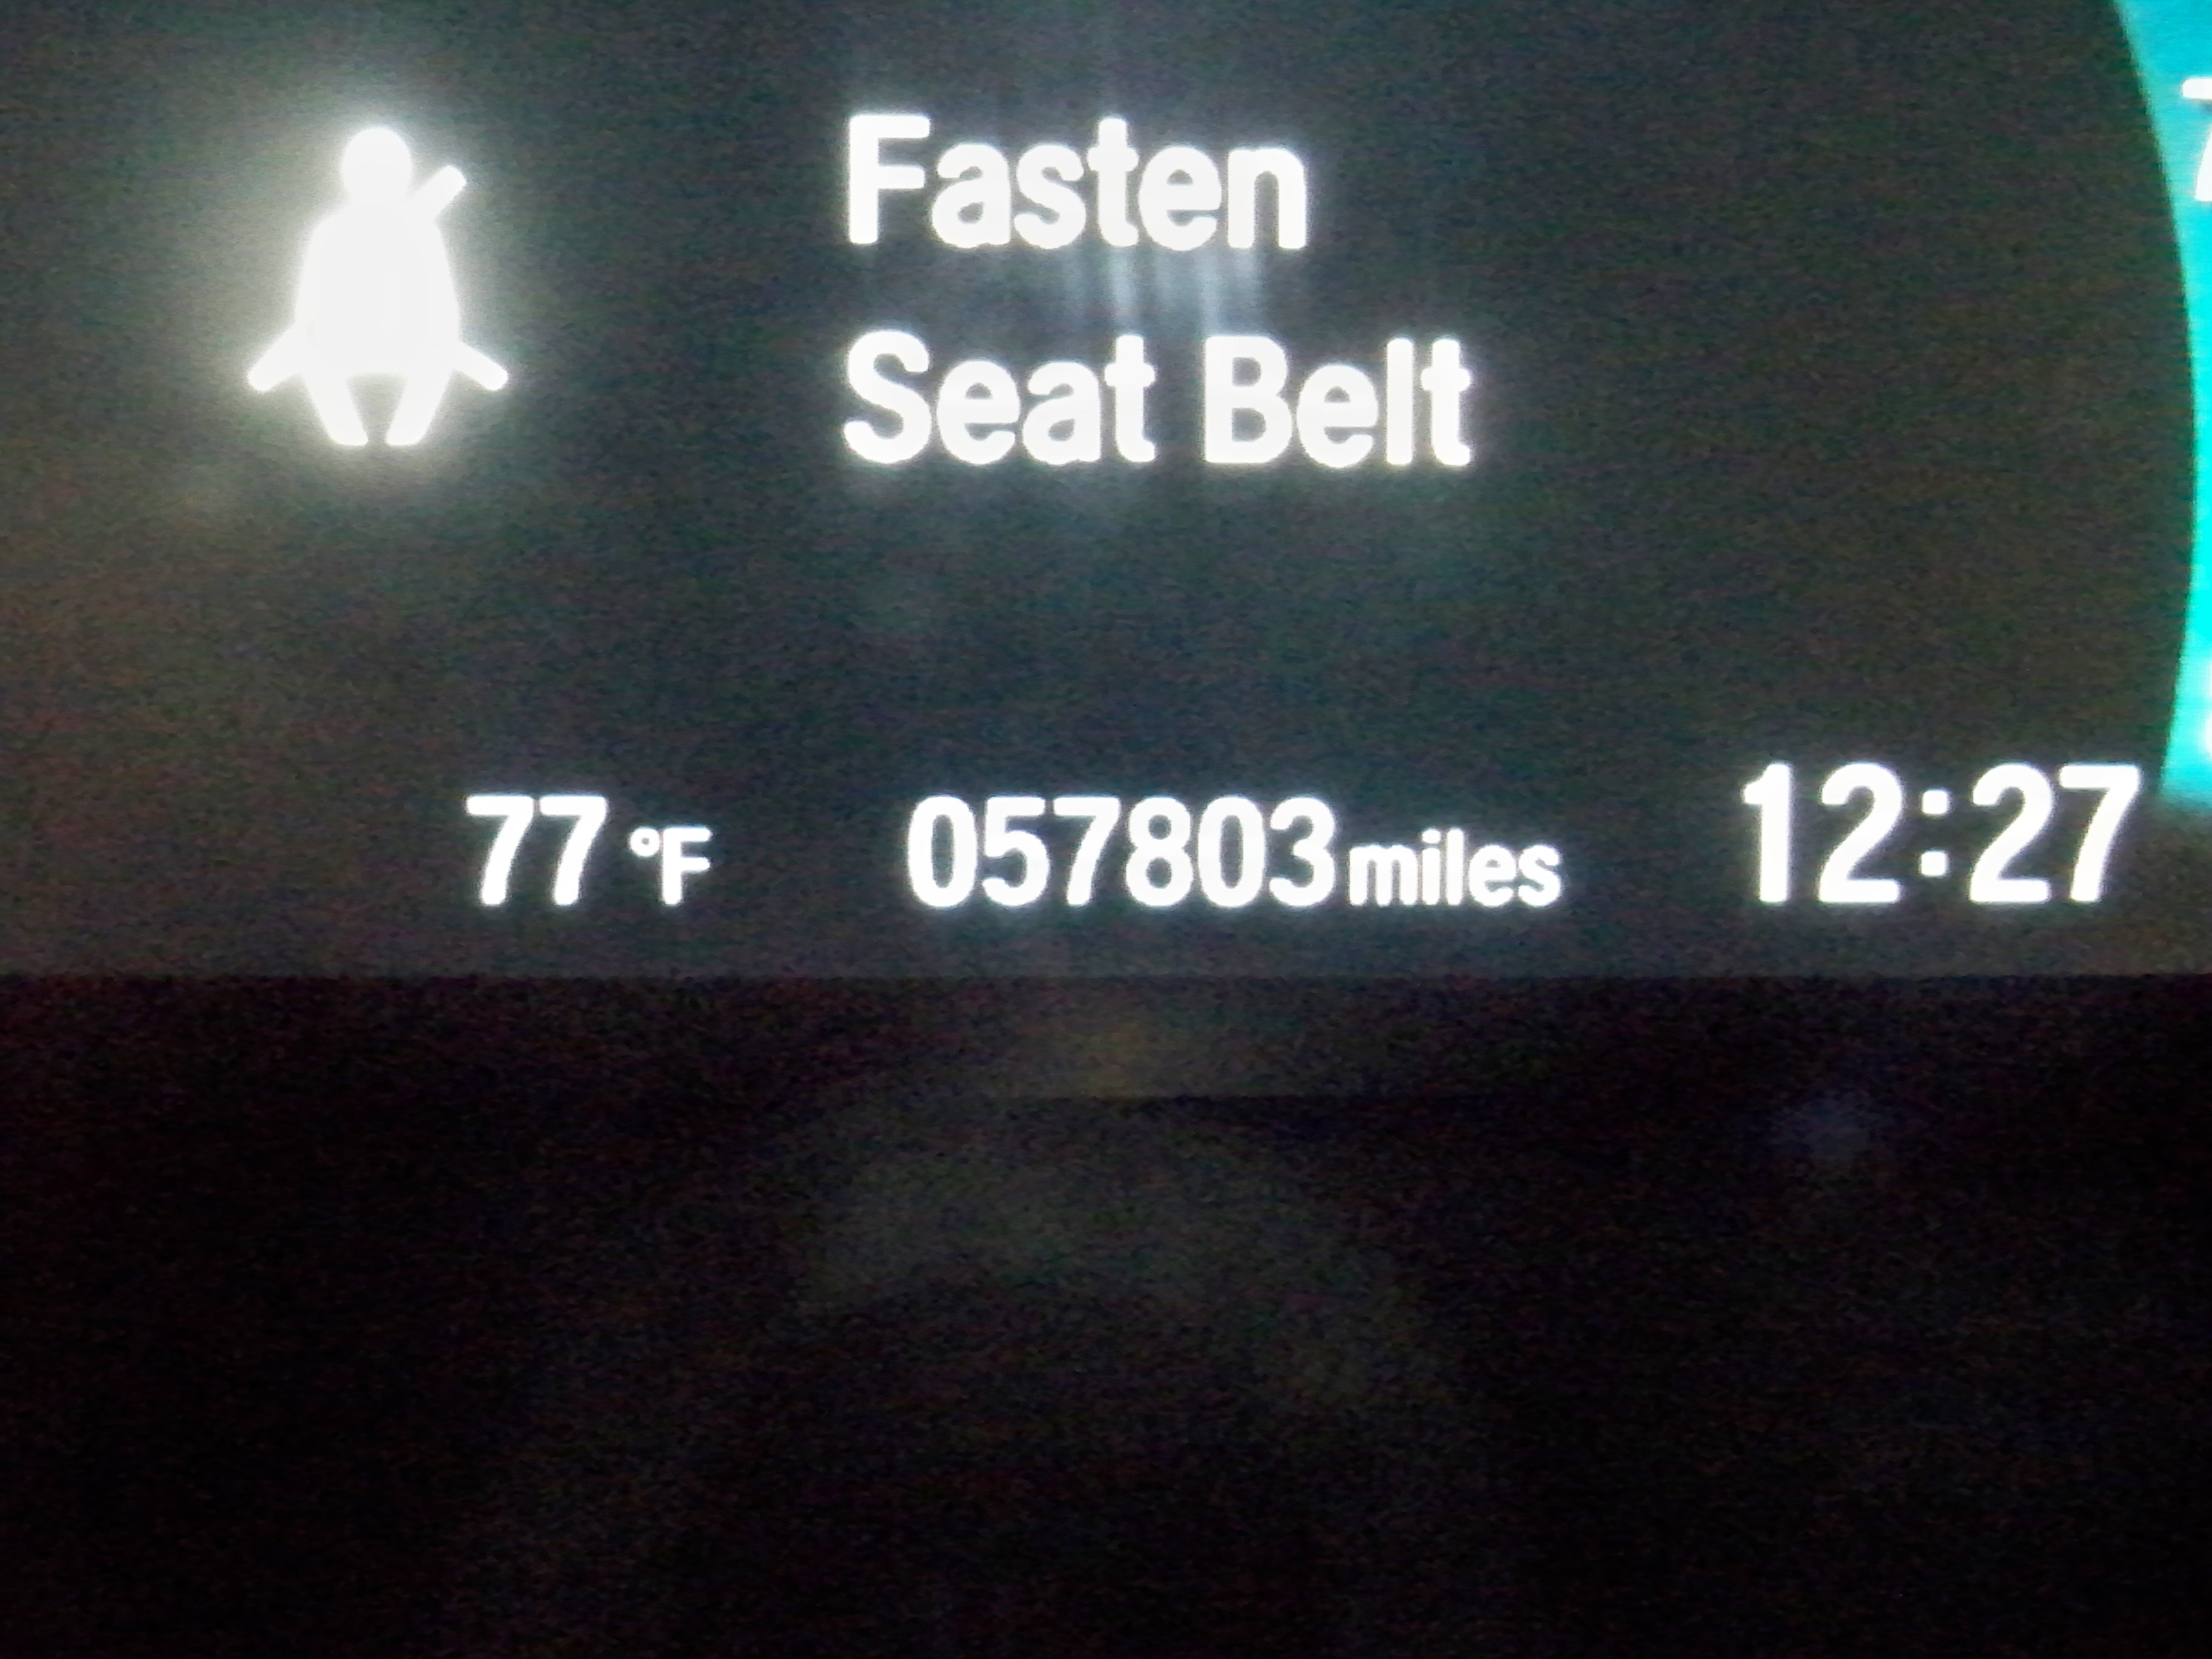 Fasten
Seat Belt
77 °F 057803 miles 12:27